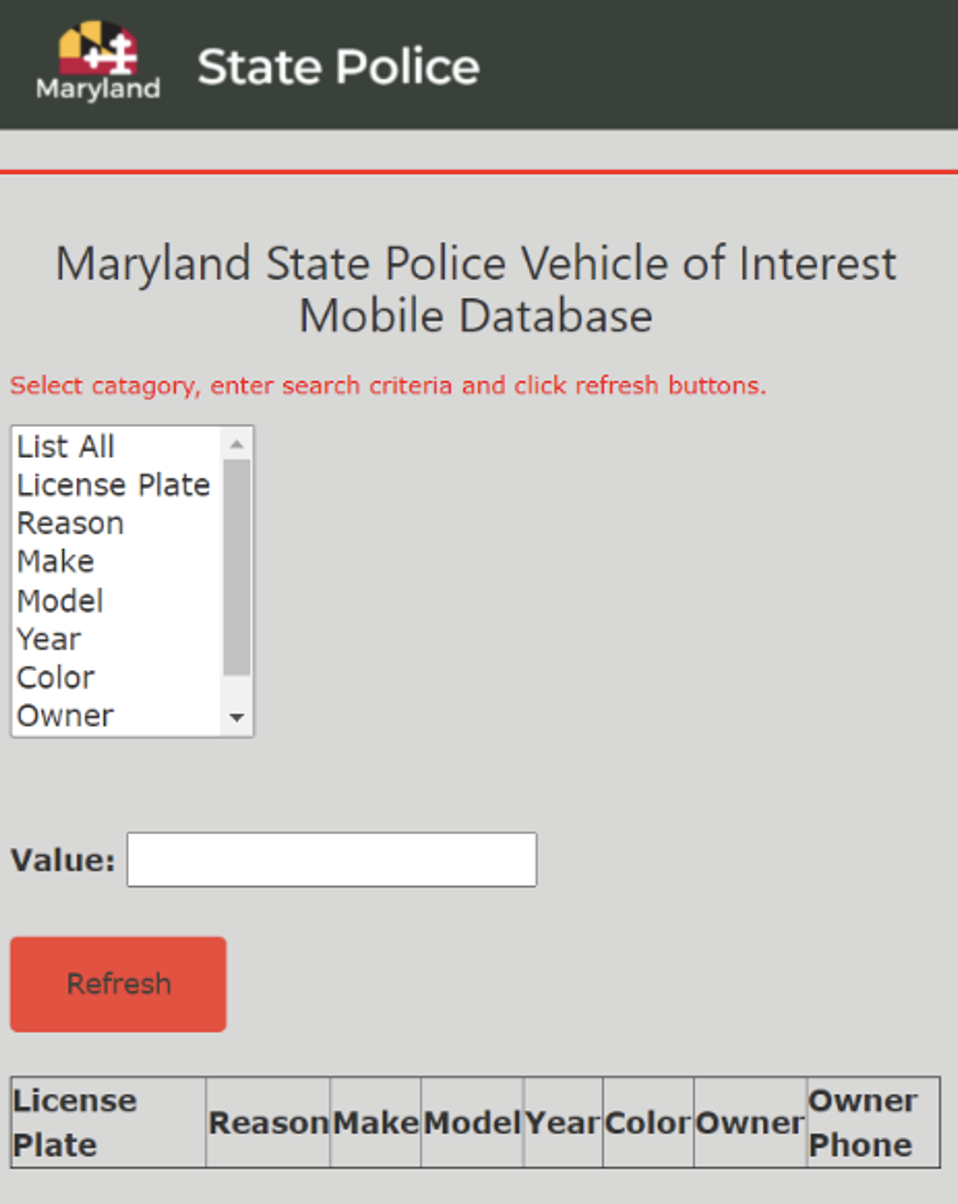 Maryland
State Police
Maryland State Police Vehicle of Interest
Mobile Database
Select catagory, enter search criteria and click refresh buttons.
List All
License Plate
Reason
Make
Model
Year
Color
Owner
Value:
Refresh
License Plate Reason Make Model Year Color Owner Owner Phone